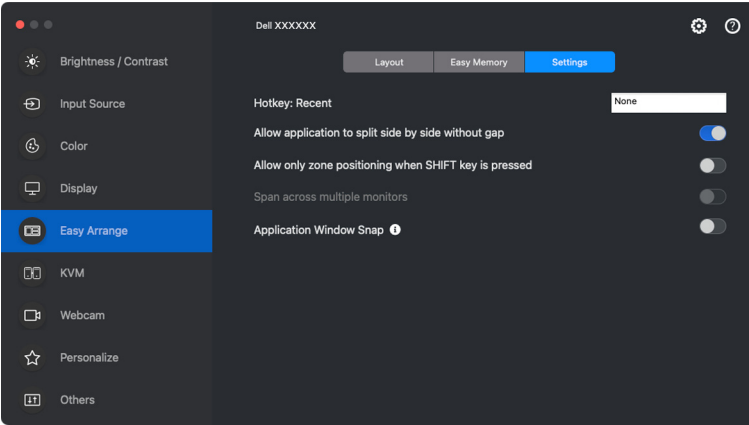 Dell XXXXXX
Brightness / Contrast
Input Source
Color
Display
Easy Arrange
KVM
Webcam
Personalize
Others
Layout
Easy Memory
Settings
Hotkey: Recent
None
Allow application to split side by side without gap
Allow only zone positioning when SHIFT key is pressed
Span across multiple monitors
Application Window Snap